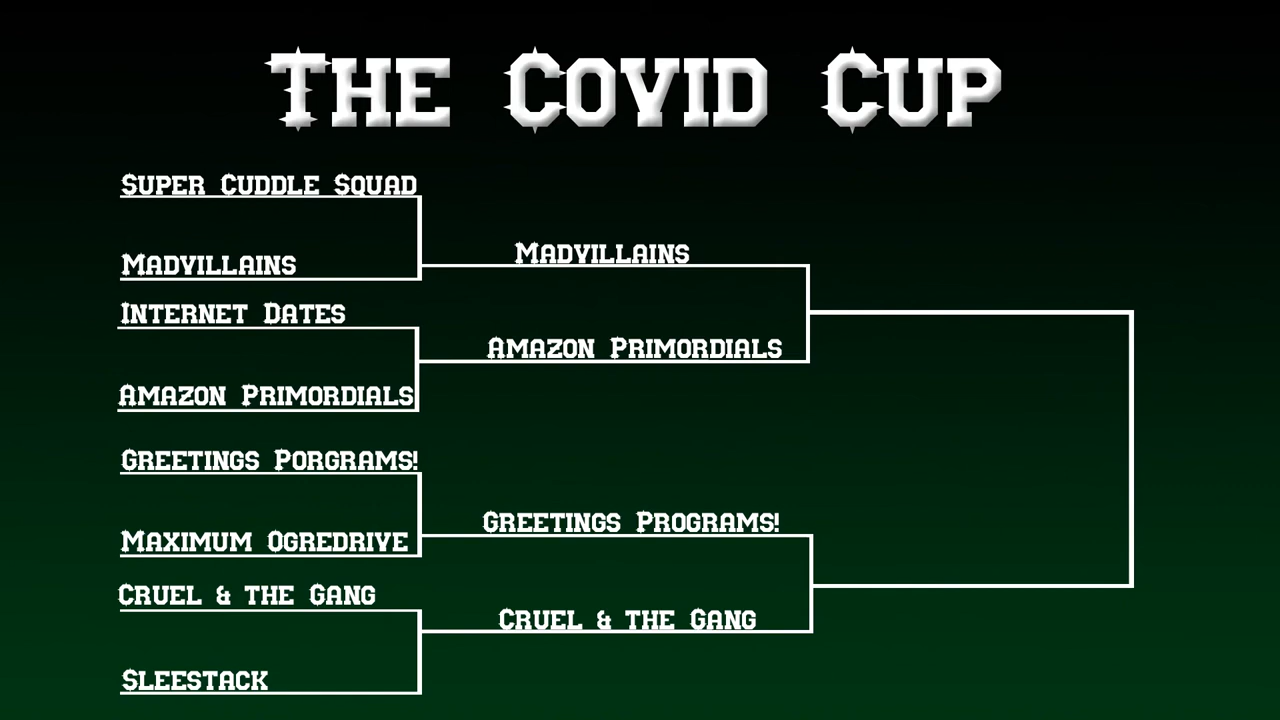 The Covid Cup
Super Cuddle Squad
Madvillains
Madvillains
Internet Dates
Amazon Primordials
Amazon Primordials
Greetings Porgrams!
Greetings Programs!
Maximum Ogredrive
Cruel & the Gang
Cruel & the Gang
Sleestack